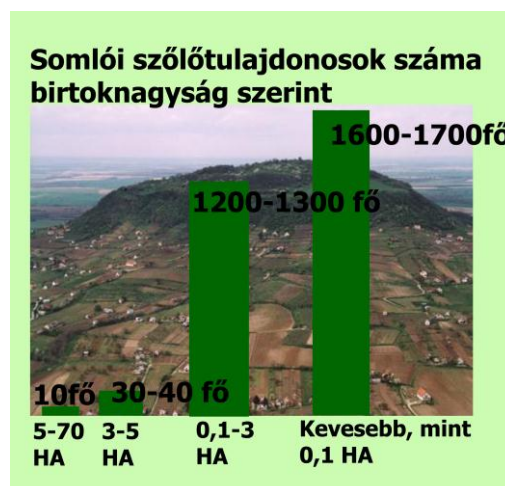 Somlói szőlőtulajdonosok száma
birtoknagyság szerint
1600-1700fő
1200-1300 fő
10fő
30-40 fő
5-70
HA
3-5
HA
0,1-3
HA
Kevesebb, mint
0,1 HA